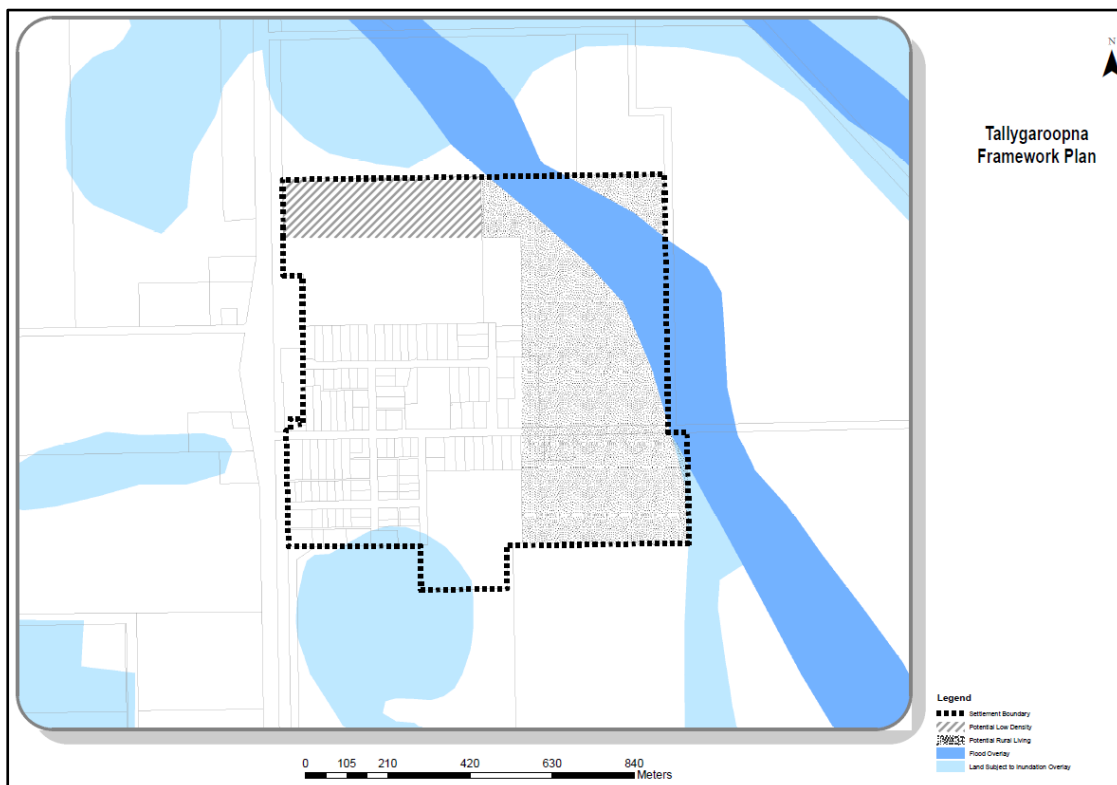 N
Tallygaroopna
Framework Plan
Legend
Settlement Boundary
Potential Low Density
Potential Rural Living
Flood Overlay
Land Subject to Inundation Overlay
0 105 210 420 630 840
Meters